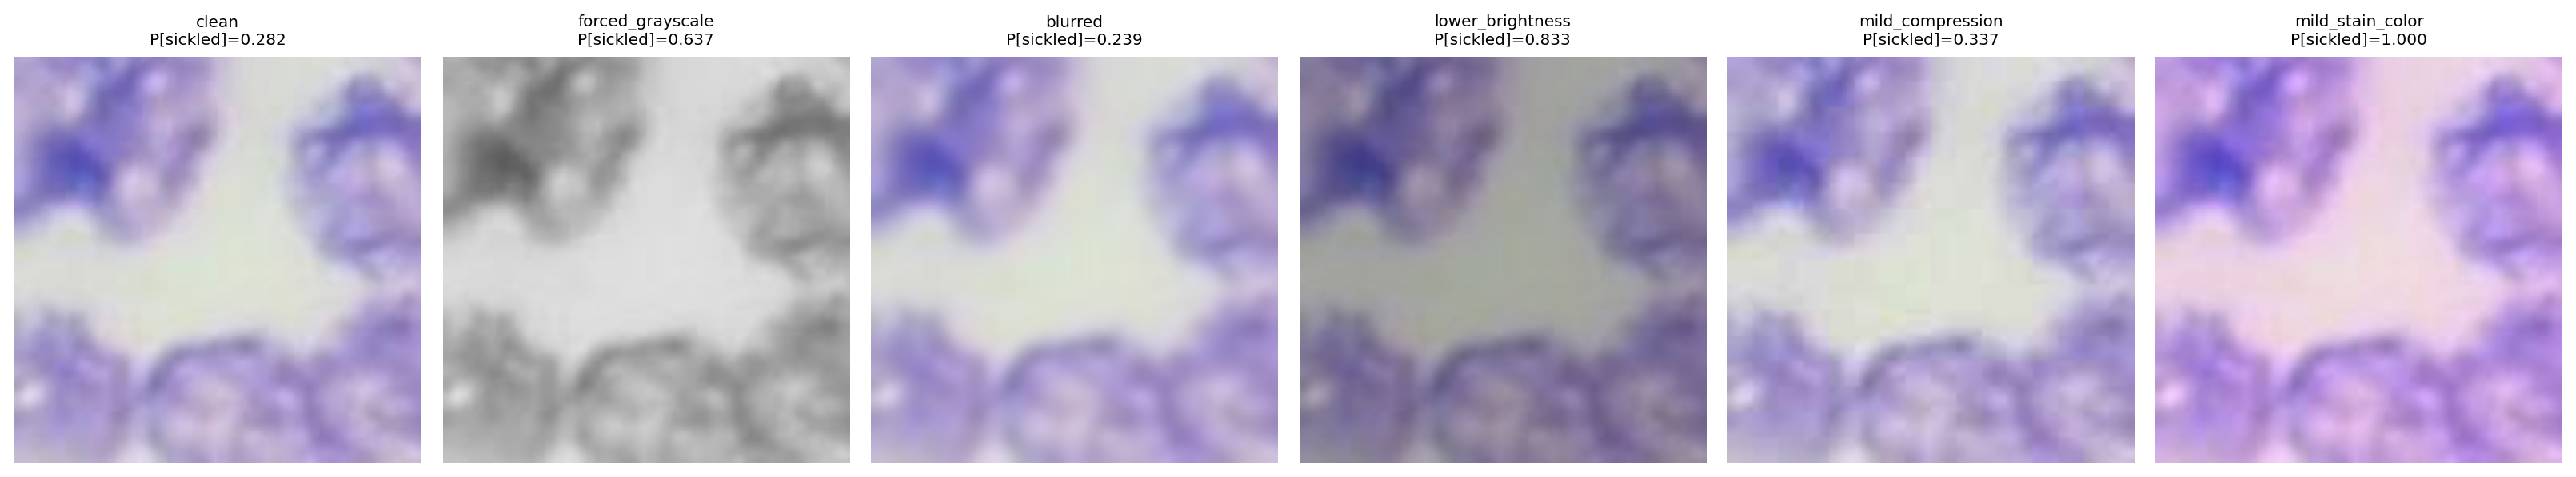 clean
P[sickled]=0.282
forced_grayscale
P[sickled]=0.637
blurred
P[sickled]=0.239
lower_brightness
P[sickled]=0.833
mild_compression
P[sickled]=0.337
mild_stain_color
P[sickled]=1.000